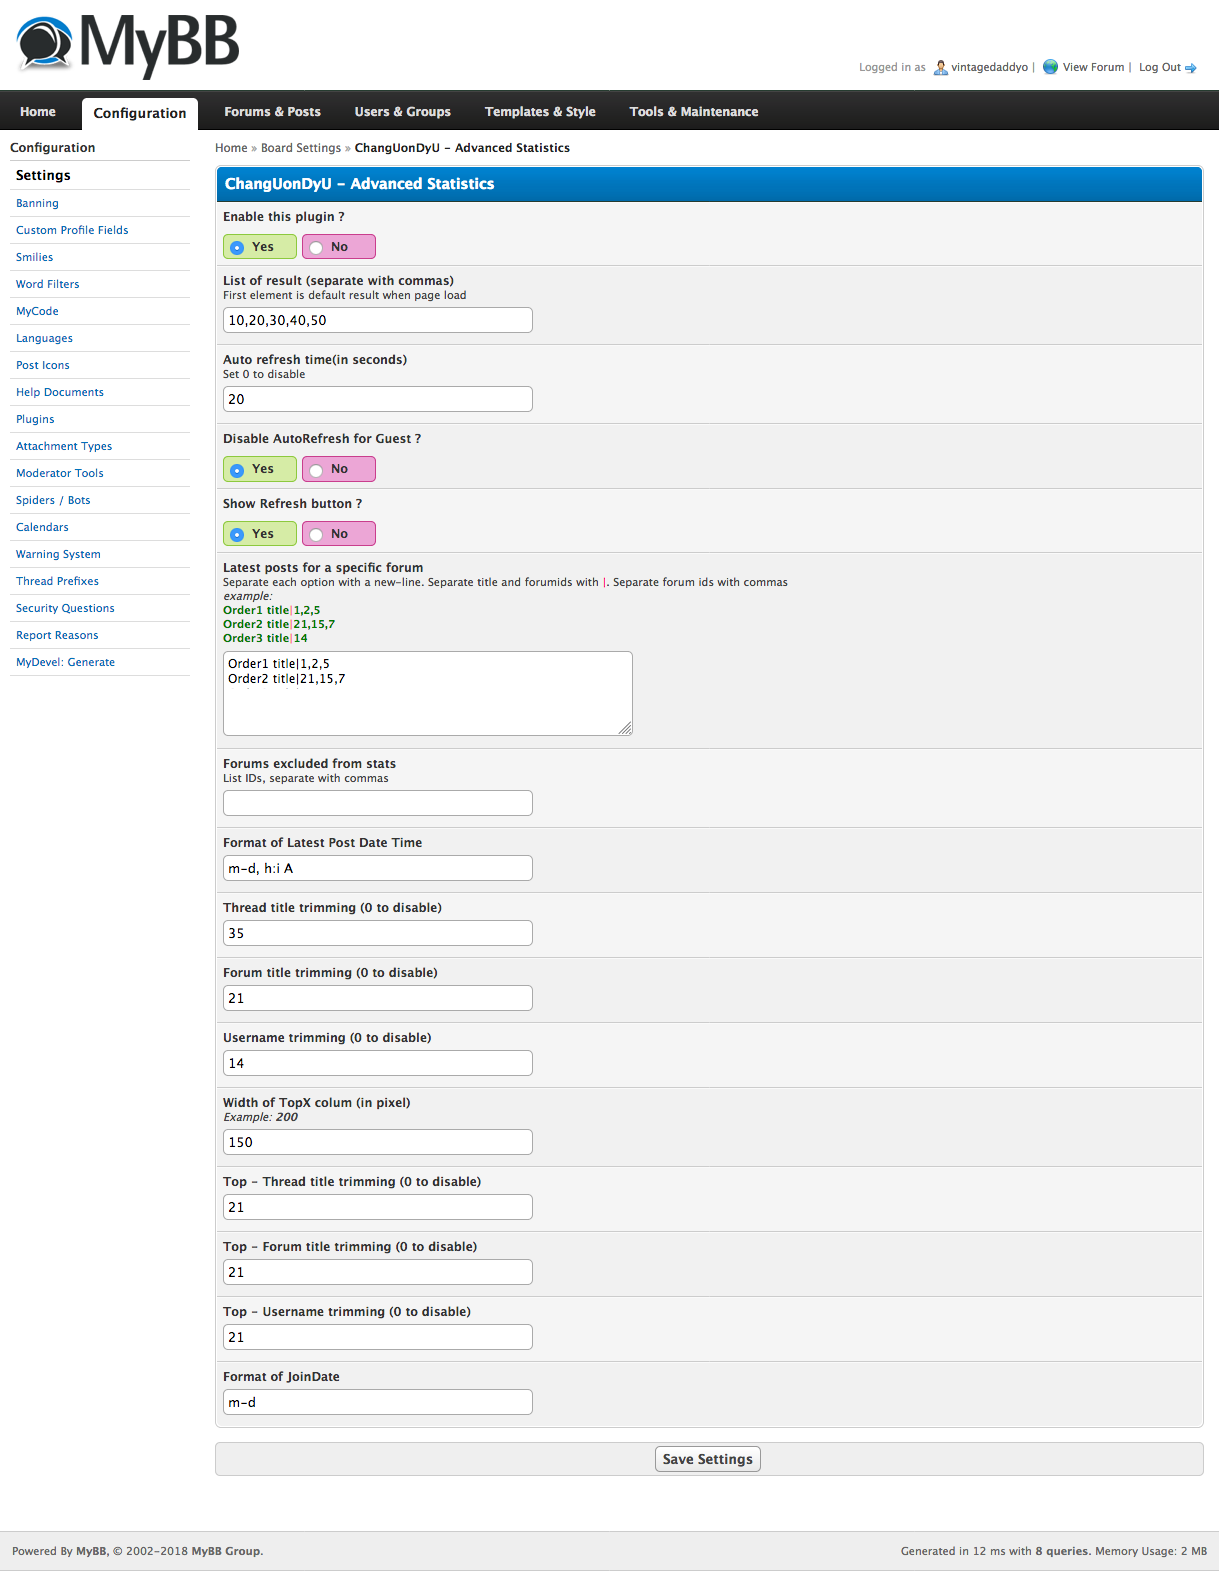 MyBB
Logged in as vintagedaddyo | View Forum | Log Out
Home Configuration Forums & Posts Users & Groups Templates & Style Tools & Maintenance
Configuration
Settings
Banning
Custom Profile Fields
Smilies
Word Filters
MyCode
Languages
Post Icons
Help Documents
Plugins
Attachment Types
Moderator Tools
Spiders / Bots
Calendars
Warning System
Thread Prefixes
Security Questions
Report Reasons
MyDevel: Generate
Home » Board Settings » ChangUonDyU - Advanced Statistics
ChangUonDyU - Advanced Statistics
Enable this plugin ?
Yes No
List of result (separate with commas)
First element is default result when page load
10,20,30,40,50
Auto refresh time(in seconds)
Set 0 to disable
20
Disable AutoRefresh for Guest ?
Yes No
Show Refresh button ?
Yes No
Latest posts for a specific forum
Separate each option with a new-line. Separate title and forumids with |. Separate forum ids with commas
example:
Order1 title|1,2,5
Order2 title|21,15,7
Order3 title|14
Order1 title|1,2,5
Order2 title|21,15,7
Forums excluded from stats
List IDs, separate with commas
Format of Latest Post Date Time
m-d, h:i A
Thread title trimming (0 to disable)
35
Forum title trimming (0 to disable)
21
Username trimming (0 to disable)
14
Width of TopX colum (in pixel)
Example: 200
150
Top - Thread title trimming (0 to disable)
21
Top - Forum title trimming (0 to disable)
21
Top - Username trimming (0 to disable)
21
Format of JoinDate
m-d
Save Settings
Powered By MyBB, © 2002-2018 MyBB Group.
Generated in 12 ms with 8 queries. Memory Usage: 2 MB